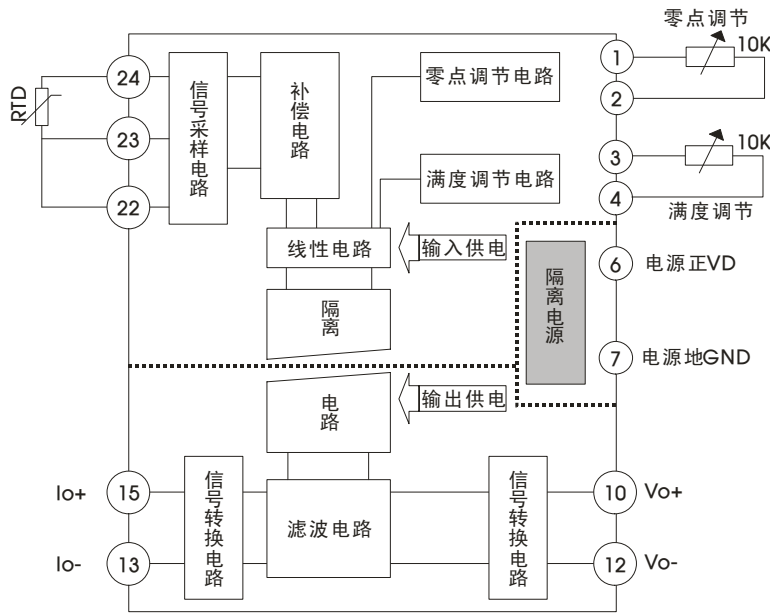 零点调节
10K
1
2
24
RTD
23
22
信号采样电路
补偿电路
零点调节电路
满度调节电路
3
10K
4
满度调节
线性电路
输入供电
隔离电源
6
电源正VD
隔离
7
电源地GND
电路
输出供电
Io+
15
信号转换电路
滤波电路
信号转换电路
10
Vo+
Io-
13
12
Vo-